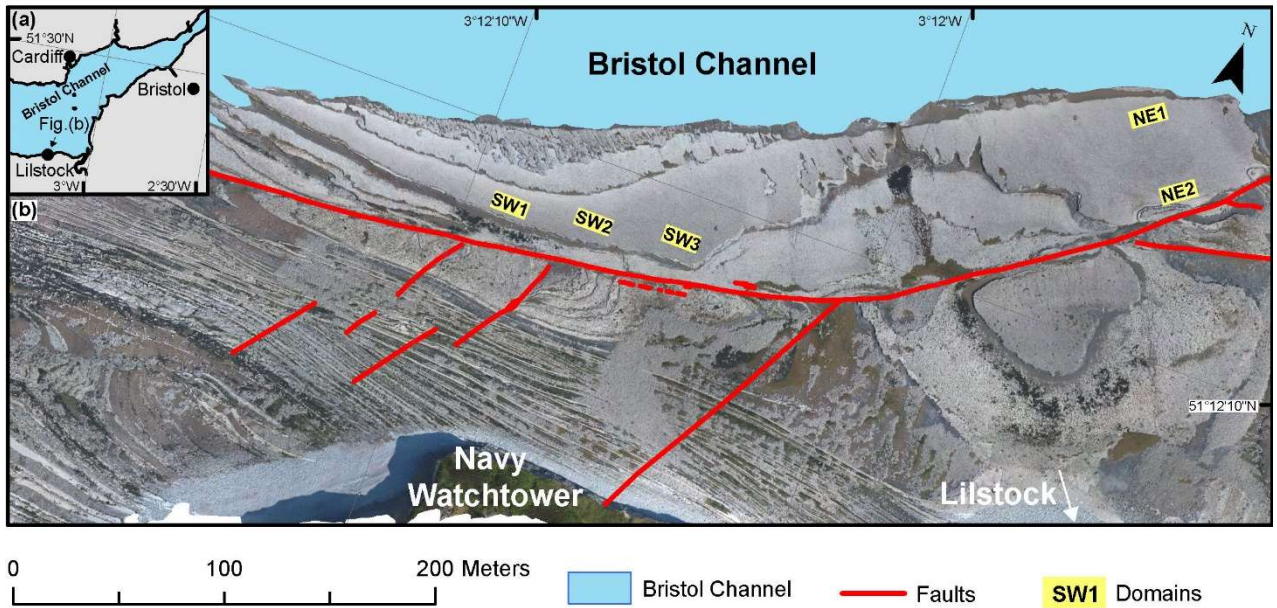 (a)
51°30'N
Cardiff
Bristol Channel
Bristol
Fig.(b)
Lilstock
3°W
2°30'W
(b)
3°12'10"W
3°12'W
N
Bristol Channel
NE1
NE2
SW1
SW2
SW3
51°12'10"N
Navy
Watchtower
Lilstock
0 100 200 Meters
Bristol Channel
Faults
SW1 Domains